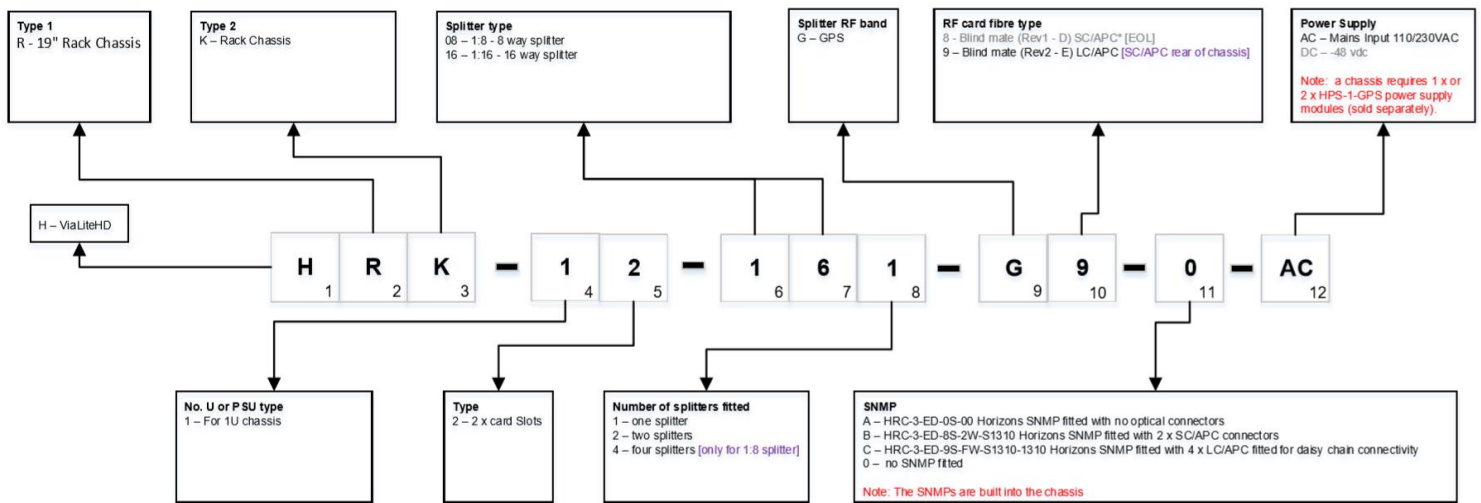 Type 1
R - 19" Rack Chassis
Type 2
K – Rack Chassis
Splitter type
08 – 1:8 - 8 way splitter
16 – 1:16 - 16 way splitter
Splitter RF band
G – GPS
RF card fibre type
8 - Blind mate (Rev1 - D) SC/APC* [EOL]
9 – Blind mate (Rev2 - E) LC/APC [SC/APC rear of chassis]
Power Supply
AC – Mains Input 110/230VAC
DC – -48 vdc
Note: a chassis requires 1 x or
2 x HPS-1-GPS power supply
modules (sold separately).
H – ViaLiteHD
H R K – 1 2 – 1 6 1 – G 9 – 0 – AC
1 2 3 4 5 6 7 8 9 10 11 12
No. U or PSU type
1 – For 1U chassis
Type
2 – 2 x card Slots
Number of splitters fitted
1 – one splitter
2 – two splitters
4 – four splitters [only for 1:8 splitter]
SNMP
A – HRC-3-ED-0S-00 Horizons SNMP fitted with no optical connectors
B – HRC-3-ED-8S-2W-S1310 Horizons SNMP fitted with 2 x SC/APC connectors
C – HRC-3-ED-9S-FW-S1310-1310 Horizons SNMP fitted with 4 x LC/APC fitted for daisy chain connectivity
0 – no SNMP fitted
Note: The SNMPs are built into the chassis